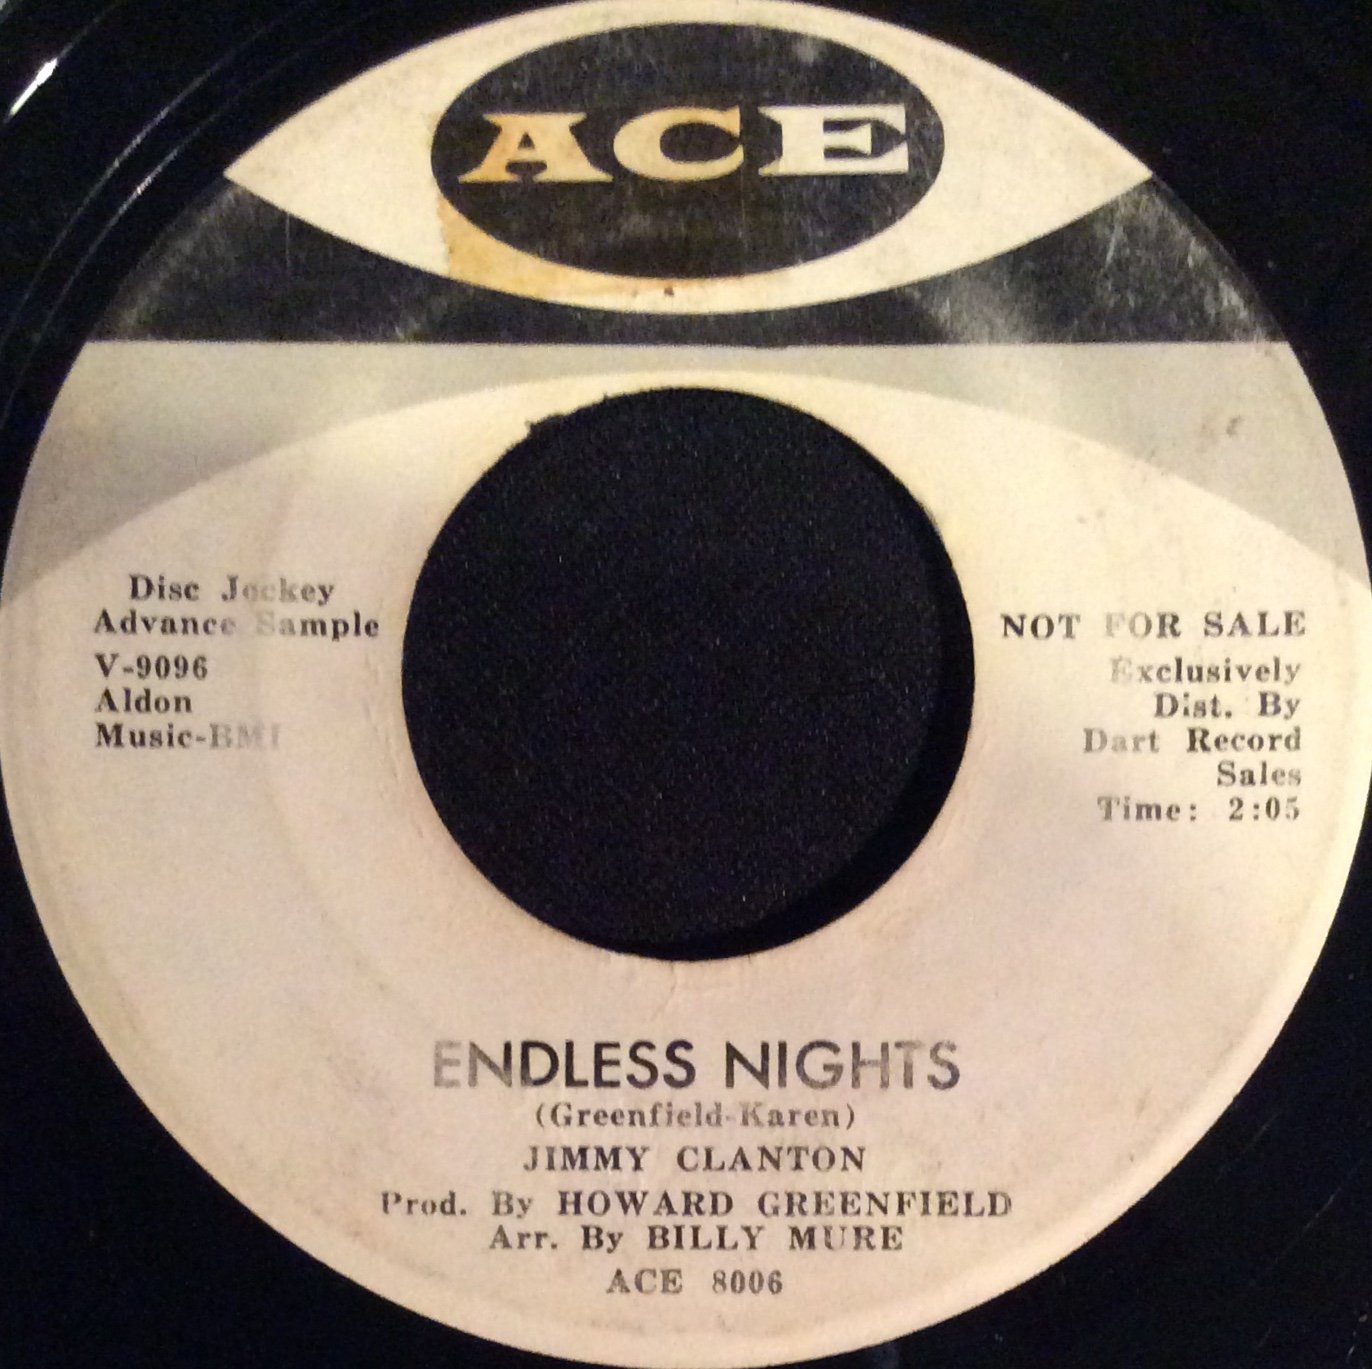 ACE
Disc Jockey
Advance Sample
V-9096
Aldon
Music-BMI
NOT FOR SALE
Exclusively
Dist. By
Dart Record
Sales
Time: 2:05
ENDLESS NIGHTS
(Greenfield-Karen)
JIMMY CLANTON
Prod. By HOWARD GREENFIELD
Arr. By BILLY MURE
ACE 8006